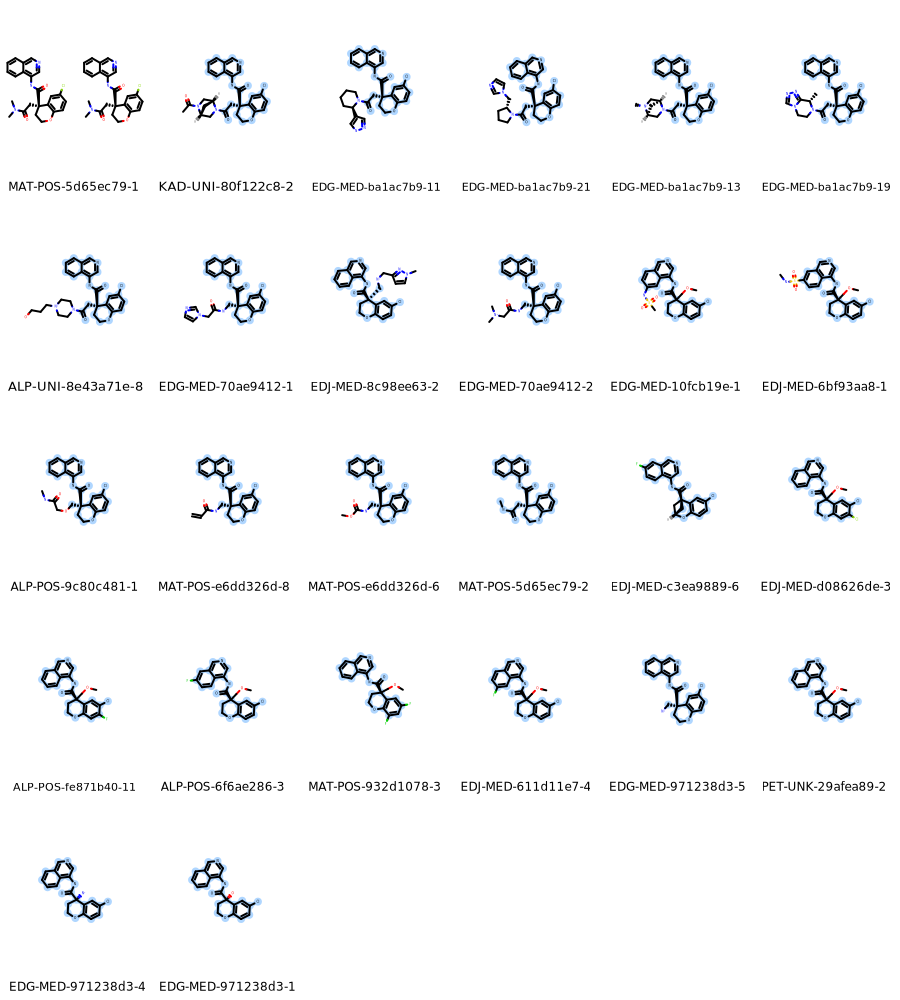 MAT-POS-5d65ec79-1 KAD-UNI-80f122c8-2 EDG-MED-ba1ac7b9-11 EDG-MED-ba1ac7b9-21 EDG-MED-ba1ac7b9-13 EDG-MED-ba1ac7b9-19
ALP-UNI-8e43a71e-8 EDG-MED-70ae9412-1 EDJ-MED-8c98ee63-2 EDG-MED-70ae9412-2 EDG-MED-10fcb19e-1 EDJ-MED-6bf93aa8-1
ALP-POS-9c80c481-1 MAT-POS-e6dd326d-8 MAT-POS-e6dd326d-6 MAT-POS-5d65ec79-2 EDJ-MED-c3ea9889-6 EDJ-MED-d08626de-3
ALP-POS-fe871b40-11 ALP-POS-6f6ae286-3 MAT-POS-932d1078-3 EDJ-MED-611d11e7-4 EDG-MED-971238d3-5 PET-UNK-29afea89-2
EDG-MED-971238d3-4 EDG-MED-971238d3-1